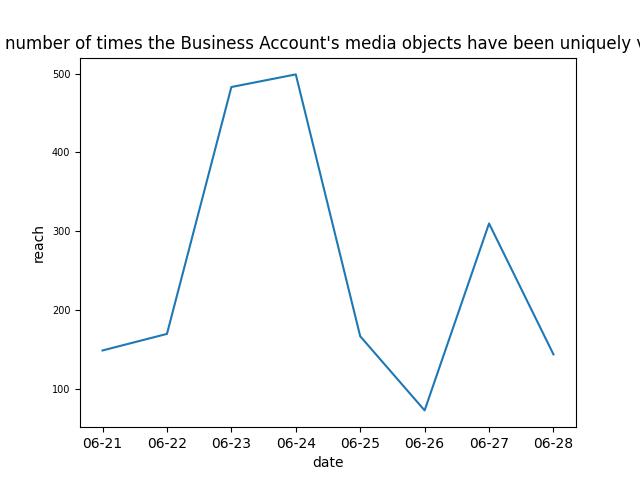 number of times the Business Account's media objects have been uniquely
500
400
300
200
100
reach
06-21 06-22 06-23 06-24 06-25 06-26 06-27 06-28
date